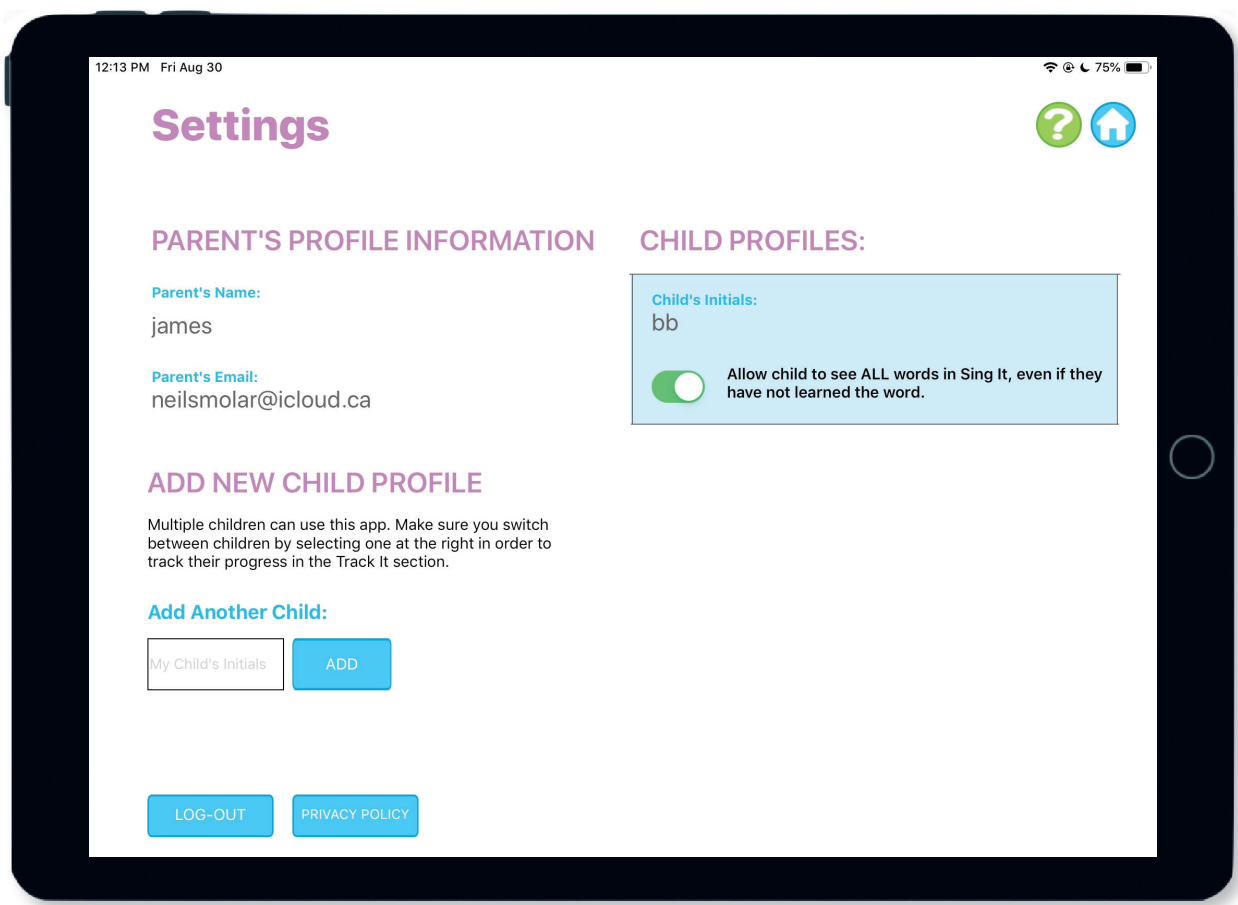 12:13 PM Fri Aug 30
75%
Settings
?
PARENT'S PROFILE INFORMATION
Parent's Name:
james
Parent's Email:
neilsmolar@icloud.ca
CHILD PROFILES:
Child's Initials:
bb
Allow child to see ALL words in Sing It, even if they
have not learned the word.
ADD NEW CHILD PROFILE
Multiple children can use this app. Make sure you switch
between children by selecting one at the right in order to
track their progress in the Track It section.
Add Another Child:
My Child's Initials
ADD
LOG-OUT
PRIVACY POLICY